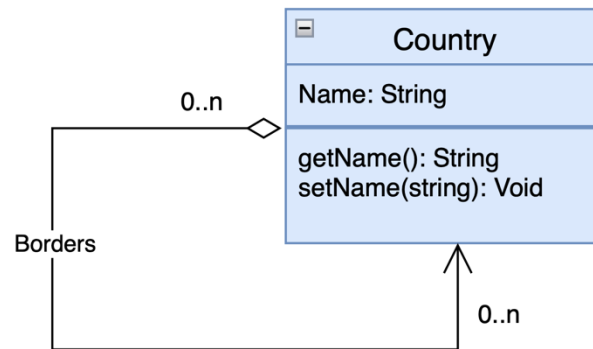 Country
Name: String
0..n
getName(): String
setName(string): Void
Borders
0..n